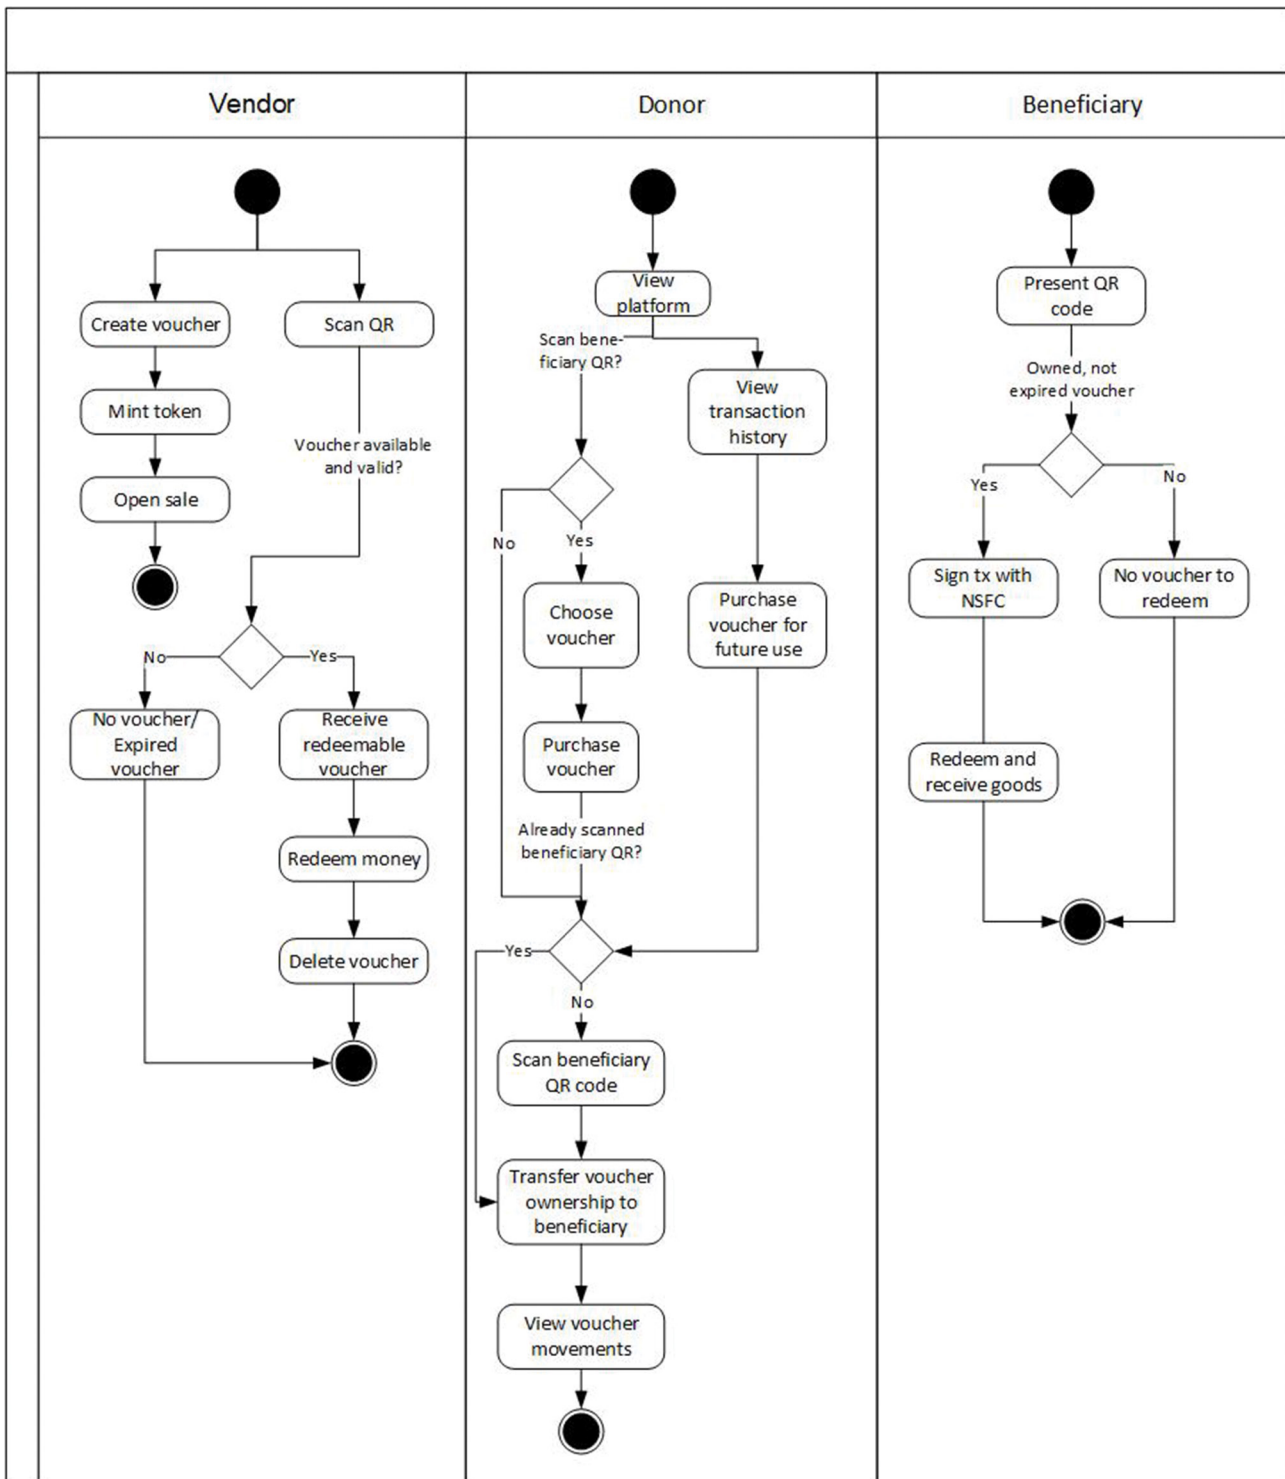 Vendor
Donor
Beneficiary
Create voucher
Mint token
Open sale
Scan QR
Voucher available
and valid?
No
Yes
No voucher/
Expired
voucher
Receive
redeemable
voucher
Redeem money
Delete voucher
View
platform
Scan bene-
ficiary QR?
View
transaction
history
No
Yes
Choose
voucher
Purchase
voucher for
future use
Purchase
voucher
Already scanned
beneficiary QR?
Yes
No
Scan beneficiary
QR code
Transfer voucher
ownership to
beneficiary
View voucher
movements
Present QR
code
Owned, not
expired voucher
Yes
No
Sign tx with
NSFC
No voucher to
redeem
Redeem and
receive goods